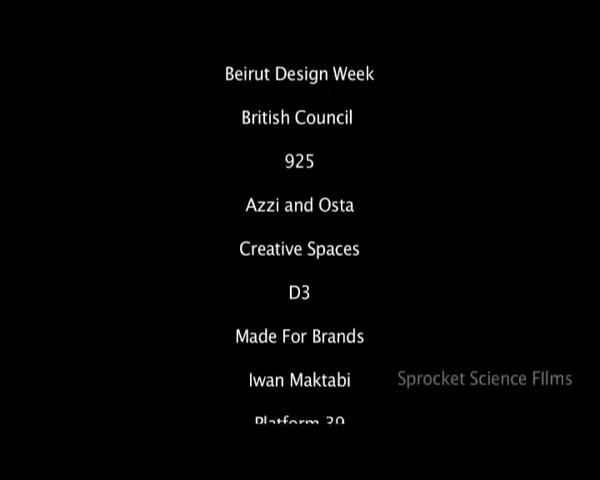 Beirut Design Week
British Council
925
Azzi and Osta
Creative Spaces
D3
Made For Brands
Iwan Maktabi
Sprocket Science FIlms
Platform